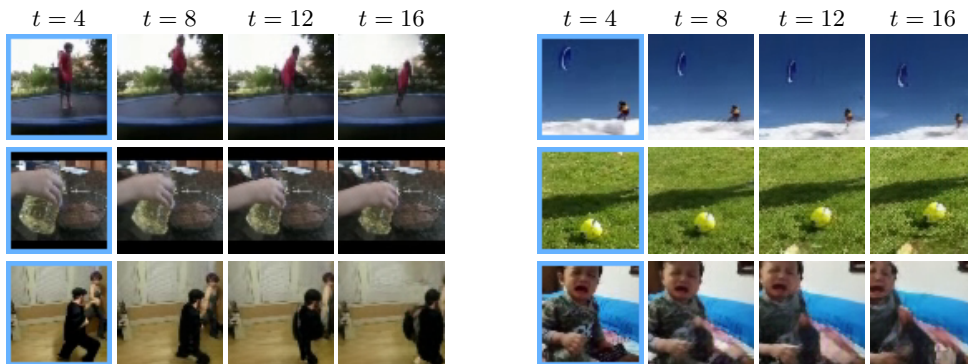 t = 4 t = 8 t = 12 t = 16 t = 4 t = 8 t = 12 t = 16